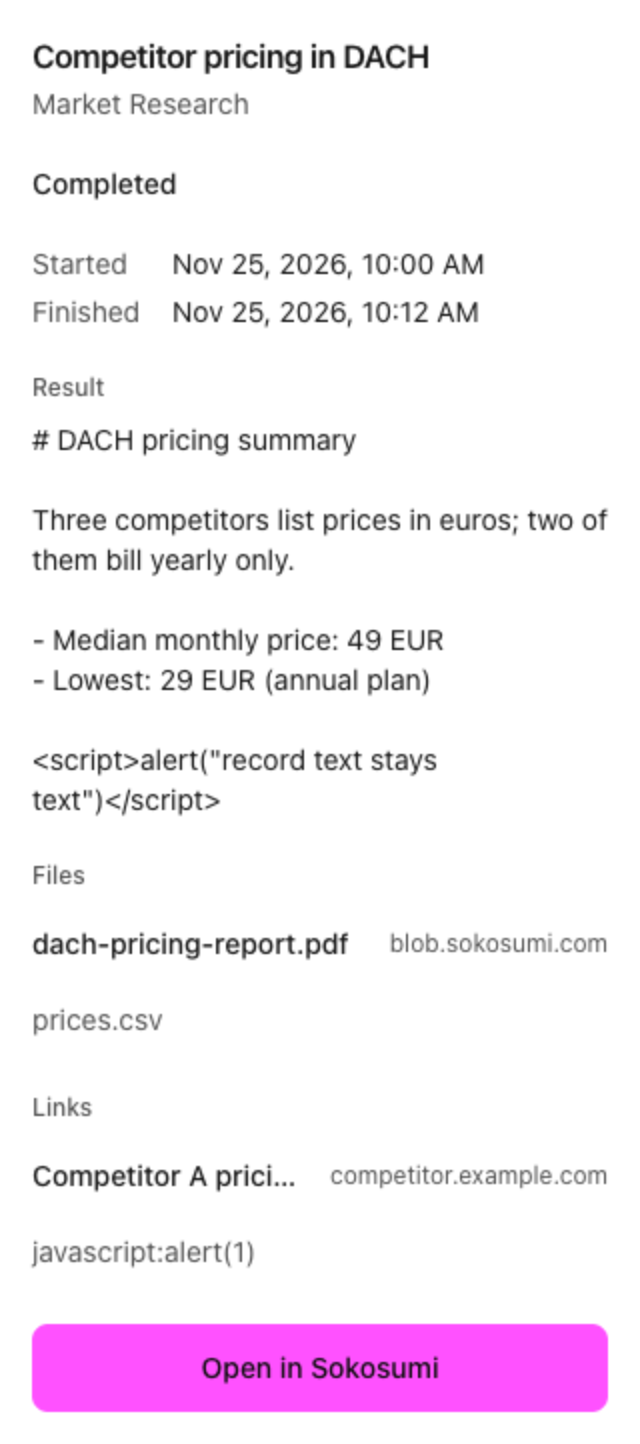 Competitor pricing in DACH
Market Research
Completed
Started Nov 25, 2026, 10:00 AM
Finished Nov 25, 2026, 10:12 AM
Result
# DACH pricing summary
Three competitors list prices in euros; two of
them bill yearly only.
- Median monthly price: 49 EUR
- Lowest: 29 EUR (annual plan)
<script>alert("record text stays
text")</script>
Files
dach-pricing-report.pdf blob.sokosumi.com
prices.csv
Links
Competitor A prici... competitor.example.com
javascript:alert(1)
Open in Sokosumi